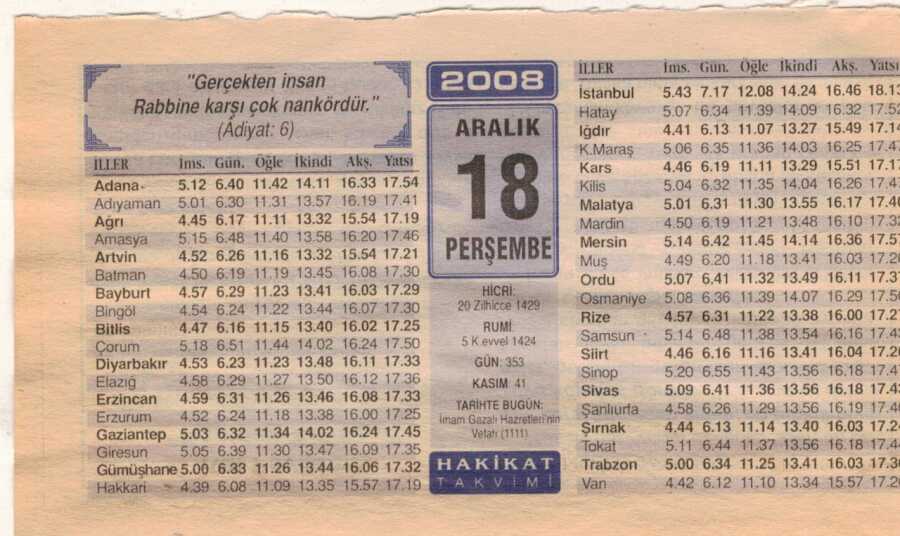 "Gerçekten insan
Rabbine karşı çok nankördür."
(Âdiyat: 6)
İLLER İms. Gün. Öğle İkindi Akş. Yatsı
Adana 5.12 6.40 11.42 14.11 16.33 17.54
Adıyaman 5.01 6.30 11.31 13.57 16.19 17.41
Ağrı 4.45 6.17 11.11 13.32 15.54 17.19
Amasya 5.15 6.48 11.40 13.58 16.20 17.46
Artvin 4.52 6.26 11.16 13.32 15.54 17.21
Batman 4.50 6.19 11.19 13.45 16.08 17.30
Bayburt 4.57 6.29 11.23 13.41 16.03 17.29
Bingöl 4.54 6.24 11.22 13.44 16.07 17.30
Bitlis 4.47 6.16 11.15 13.40 16.02 17.25
Çorum 5.18 6.51 11.44 14.02 16.24 17.50
Diyarbakır 4.53 6.23 11.23 13.48 16.11 17.33
Elazığ 4.58 6.29 11.27 13.50 16.12 17.36
Erzincan 4.59 6.31 11.26 13.46 16.08 17.33
Erzurum 4.52 6.24 11.18 13.38 16.00 17.25
Gaziantep 5.03 6.32 11.34 14.02 16.24 17.45
Giresun 5.05 6.39 11.30 13.47 16.09 17.35
Gümüşhane 5.00 6.33 11.26 13.44 16.06 17.32
Hakkari 4.39 6.08 11.09 13.35 15.57 17.19
2008
ARALIK
18
PERŞEMBE
HİCRİ:
20 Zilhicce 1429
RUMİ:
5 K.evvel 1424
GÜN: 353
KASIM: 41
TARİHTE BUGÜN:
İmam Gazali Hazretleri'nin
Vefatı (1111)
HAKİKAT
TAKVİMİ
İLLER İms. Gün. Öğle İkindi Akş. Yatsı
İstanbul 5.43 7.17 12.08 14.24 16.46 18.13
Hatay 5.07 6.34 11.39 14.09 16.32 17.52
Iğdır 4.41 6.13 11.07 13.27 15.49 17.14
K.Maraş 5.06 6.35 11.36 14.03 16.25
Kars 4.46 6.19 11.11 13.29 15.51
Kilis 5.04 6.32 11.35 14.04 16.26
Malatya 5.01 6.31 11.30 13.55 16.17
Mardin 4.50 6.19 11.21 13.48 16.10
Mersin 5.14 6.42 11.45 14.14 16.36
Muş 4.49 6.20 11.18 13.41 16.03
Ordu 5.07 6.41 11.32 13.49 16.11
Osmaniye 5.08 6.36 11.39 14.07 16.29
Rize 4.57 6.31 11.22 13.38 16.00
Samsun 5.14 6.48 11.38 13.54 16.16
Siirt 4.46 6.16 11.16 13.41 16.04
Sinop 5.20 6.55 11.43 13.56 16.18
Sivas 5.09 6.41 11.36 13.56 16.18
Şanlıurfa 4.58 6.26 11.29 13.56 16.19
Şırnak 4.44 6.13 11.14 13.40 16.03
Tokat 5.11 6.44 11.37 13.56 16.18
Trabzon 5.00 6.34 11.25 13.41 16.03
Van 4.42 6.12 11.10 13.34 15.57